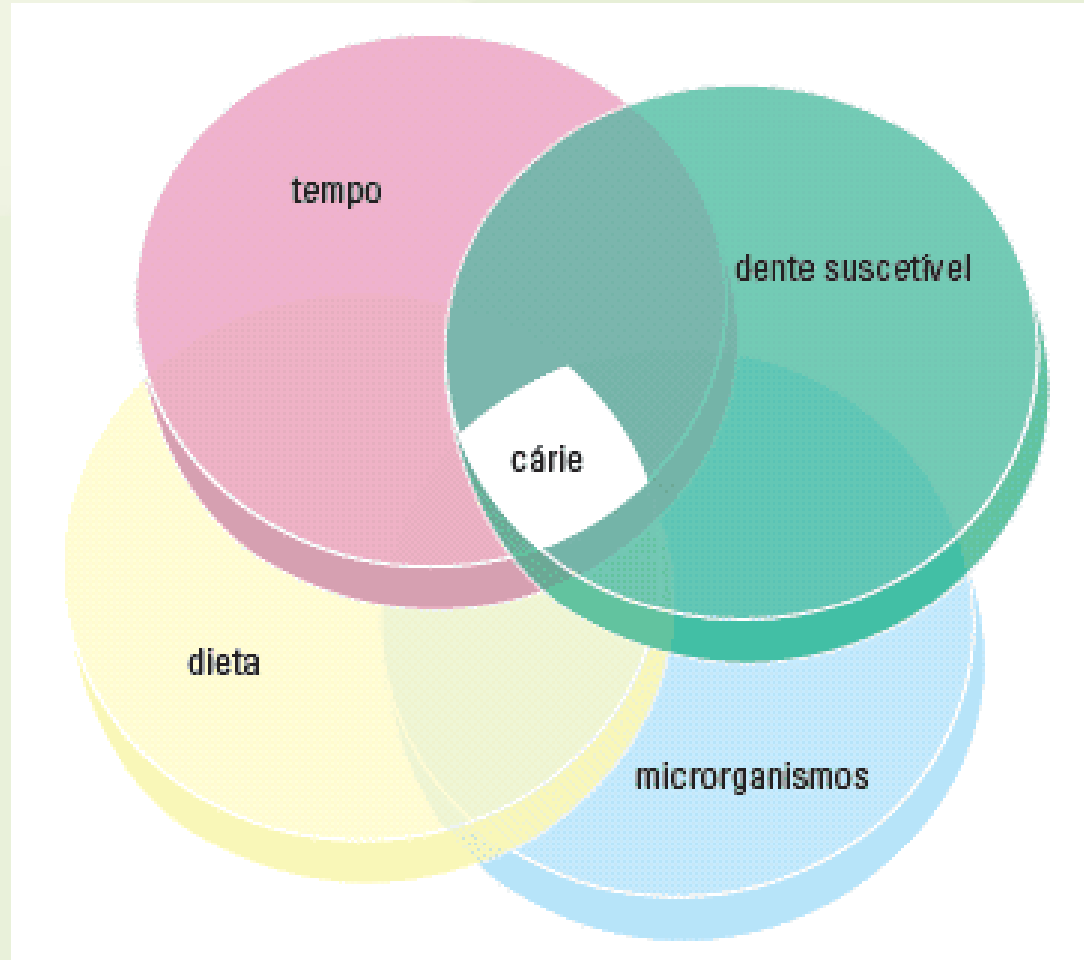 tempo
dente suscetível
cárie
dieta
microrganismos